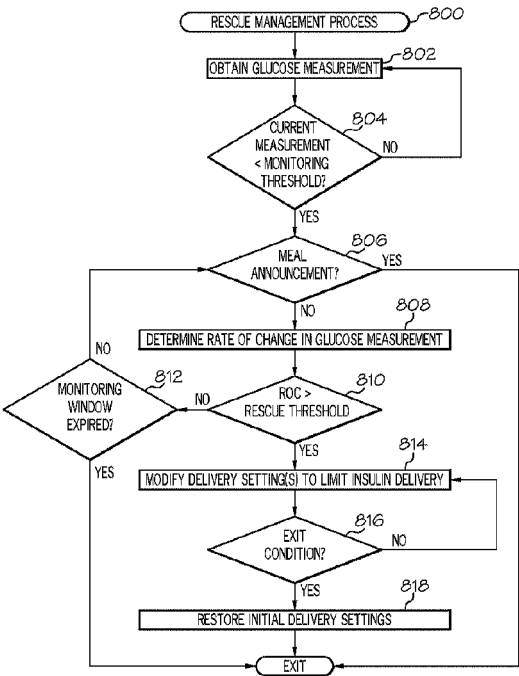 RESCUE MANAGEMENT PROCESS
800
OBTAIN GLUCOSE MEASUREMENT
802
CURRENT
MEASUREMENT
< MONITORING
THRESHOLD?
804
NO
YES
MEAL
ANNOUNCEMENT?
806
YES
NO
DETERMINE RATE OF CHANGE IN GLUCOSE MEASUREMENT
808
ROC >
RESCUE THRESHOLD
810
NO
YES
MONITORING
WINDOW
EXPIRED?
812
NO
YES
MODIFY DELIVERY SETTING(S) TO LIMIT INSULIN DELIVERY
814
EXIT
CONDITION?
816
NO
YES
RESTORE INITIAL DELIVERY SETTINGS
818
EXIT